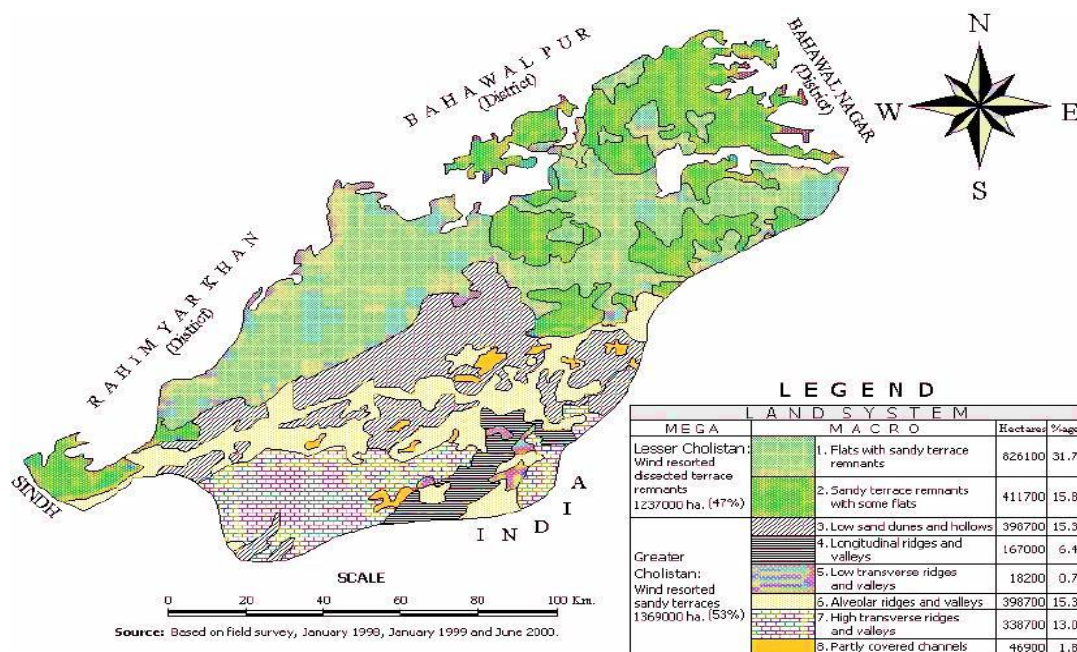 N
W
E
S
BAHAWALPUR
(District)
BAHAWALNAGAR
(District)
RAHIMYARKHAN
(District)
SINDH
INDIA
SCALE
0 20 40 60 80 100 Km.
Source: Based on field survey, January 1998, January 1999 and June 2000.
LEGEND
LAND SYSTEM
MEGA MACRO Hectares %age
Lesser Cholistan:
Wind resorted
dissected terrace
remnants
1237000 ha. (47%)
1. Flats with sandy terrace
remnants
826100 31.7
2. Sandy terrace remnants
with some flats
411700 15.8
Greater
Cholistan:
Wind resorted
sandy terraces
1369000 ha. (53%)
3. Low sand dunes and hollows 398700 15.3
4. Longitudinal ridges and
valleys
167000 6.4
5. Low transverse ridges
and valleys
18200 0.7
6. Alveolar ridges and valleys 398700 15.3
7. High transverse ridges
and valleys
338700 13.0
8. Partly covered channels 46900 1.8